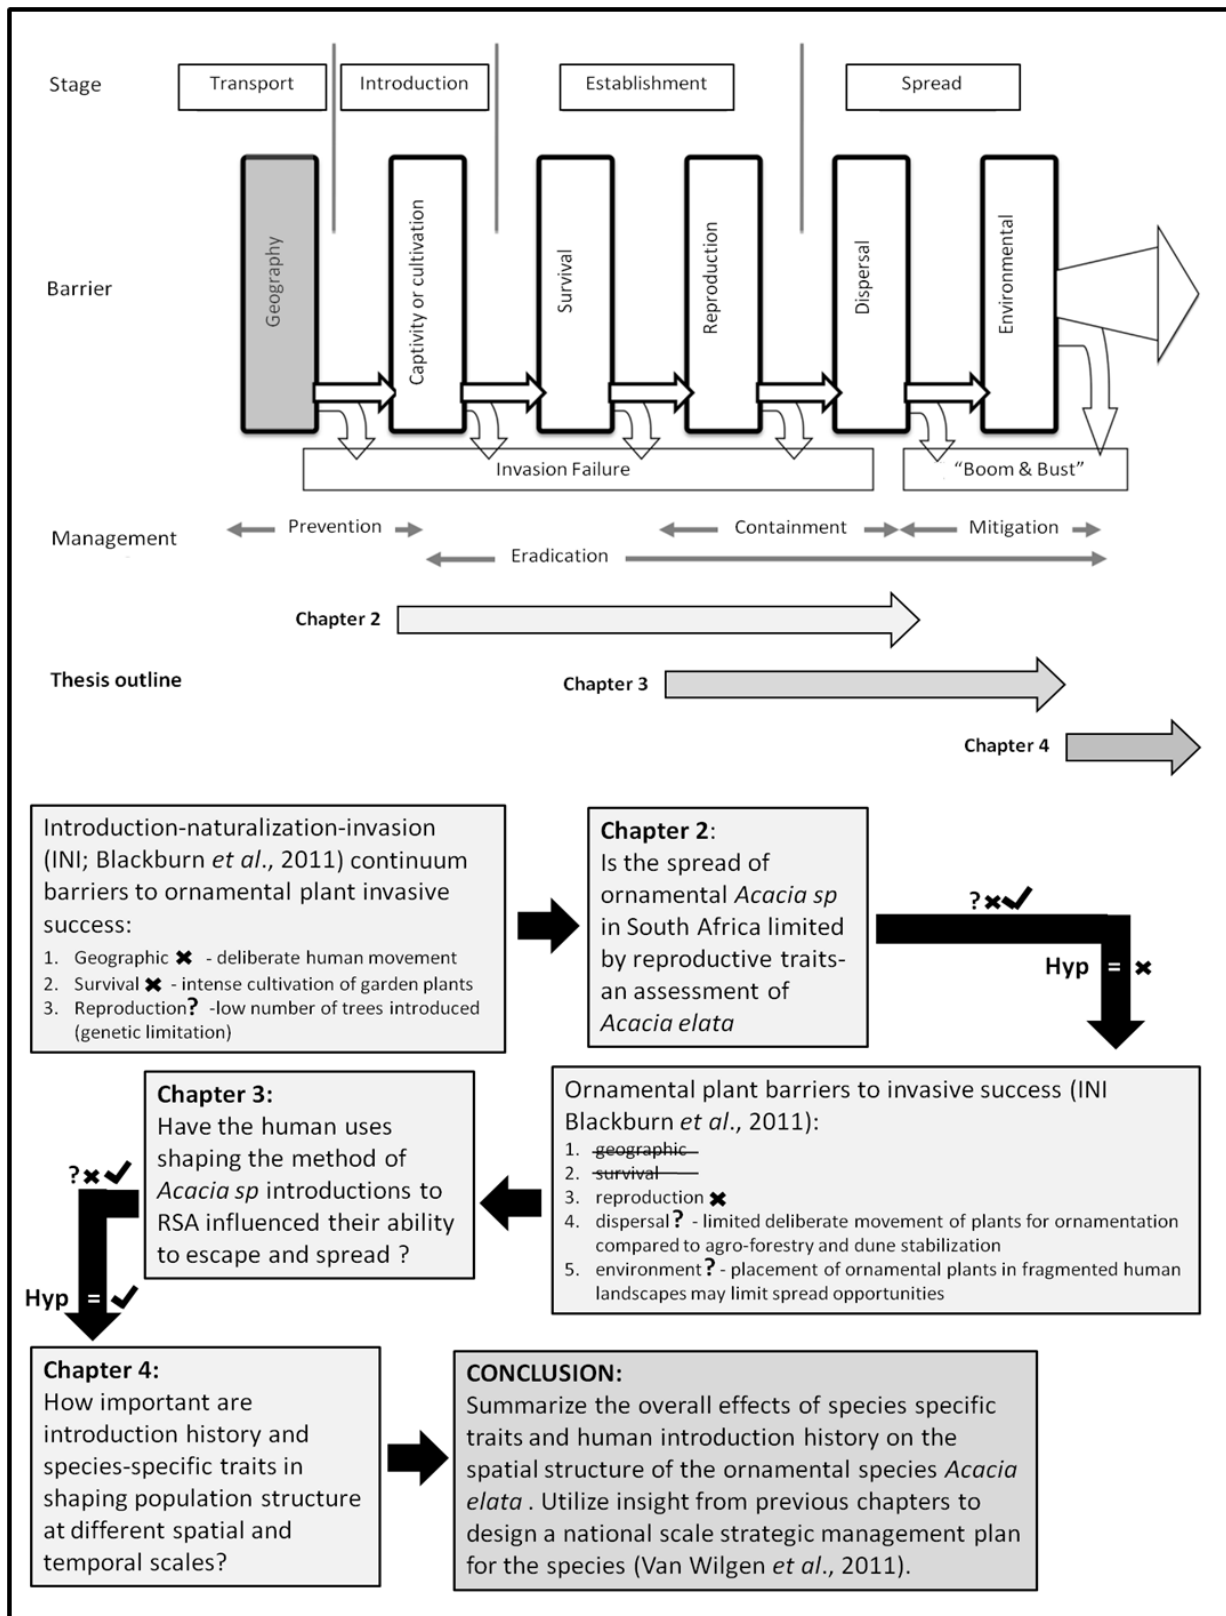 Stage
Transport
Introduction
Establishment
Spread
Barrier
Geography
Captivity or cultivation
Survival
Reproduction
Dispersal
Environmental
Invasion Failure
“Boom & Bust”
Management
Prevention
Containment
Mitigation
Eradication
Chapter 2
Thesis outline
Chapter 3
Chapter 4
Introduction-naturalization-invasion
(INI; Blackburn et al., 2011) continuum
barriers to ornamental plant invasive
success:
1. Geographic ✖ - deliberate human movement
2. Survival ✖ - intense cultivation of garden plants
3. Reproduction? -low number of trees introduced
(genetic limitation)
Chapter 2:
Is the spread of
ornamental Acacia sp
in South Africa limited
by reproductive traits-
an assessment of
Acacia elata
?✖✔
Hyp = ✖
Ornamental plant barriers to invasive success (INI
Blackburn et al., 2011):
1. geographic
2. survival
3. reproduction ✖
4. dispersal? - limited deliberate movement of plants for ornamentation
compared to agro-forestry and dune stabilization
5. environment? - placement of ornamental plants in fragmented human
landscapes may limit spread opportunities
Chapter 3:
Have the human uses
shaping the method of
Acacia sp introductions to
RSA influenced their ability
to escape and spread ?
?✖✔
Hyp = ✔
Chapter 4:
How important are
introduction history and
species-specific traits in
shaping population structure
at different spatial and
temporal scales?
CONCLUSION:
Summarize the overall effects of species specific
traits and human introduction history on the
spatial structure of the ornamental species Acacia
elata . Utilize insight from previous chapters to
design a national scale strategic management plan
for the species (Van Wilgen et al., 2011).